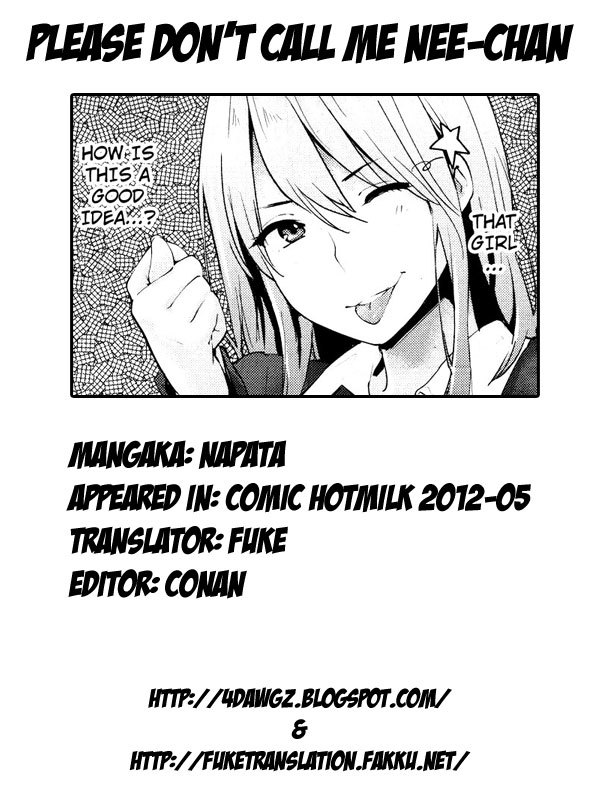 PLEASE DON'T CALL ME NEE-CHAN
THAT
GIRL
...
HOW IS
THIS A
GOOD
IDEA...?
MANGAKA: NAPATA
APPEARED IN: COMIC HOTMILK 2012-05
TRANSLATOR: FUKE
EDITOR: CONAN
HTTP://4DAWGZ.BLOGSPOT.COM/
&
HTTP://FUKETRANSLATION.FAKKU.NET/